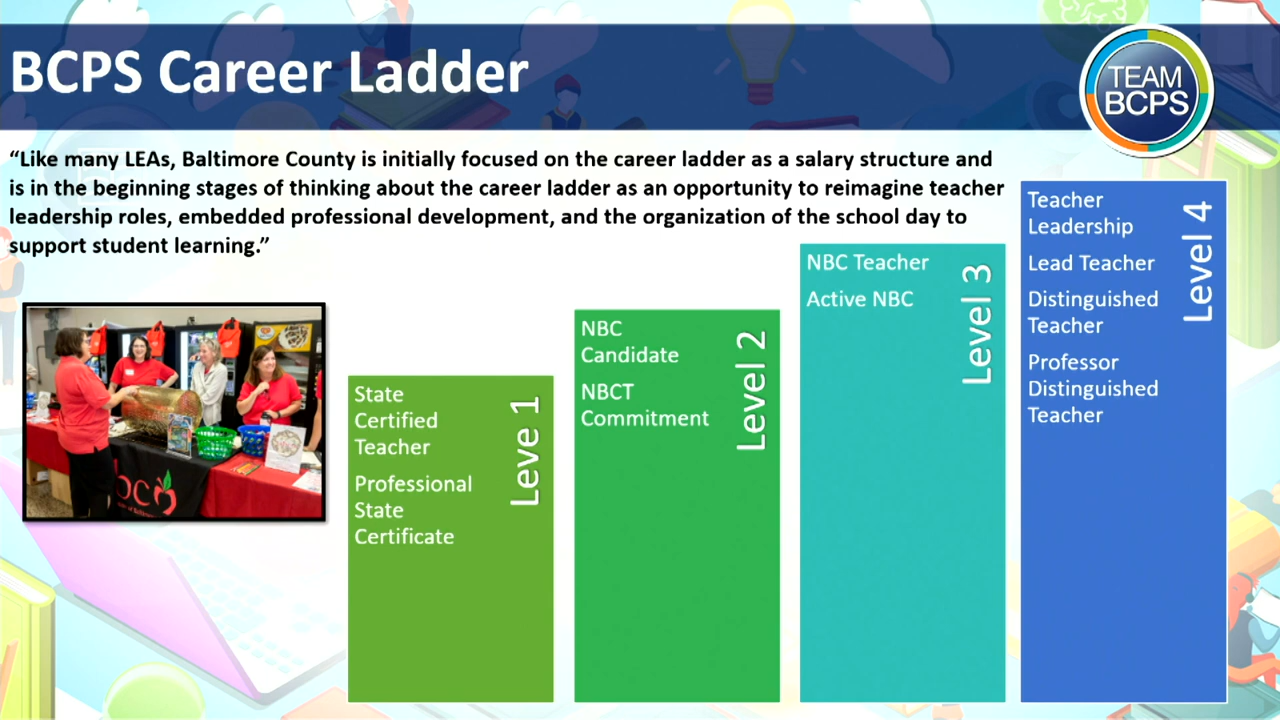 BCPS Career Ladder
TEAM
BCPS
“Like many LEAs, Baltimore County is initially focused on the career ladder as a salary structure and
is in the beginning stages of thinking about the career ladder as an opportunity to reimagine teacher
leadership roles, embedded professional development, and the organization of the school day to
support student learning.”
State
Certified
Teacher
Professional
State
Certificate
Level 1
NBC
Candidate
NBCT
Commitment
Level 2
NBC Teacher
Active NBC
Level 3
Teacher
Leadership
Lead Teacher
Distinguished
Teacher
Professor
Distinguished
Teacher
Level 4